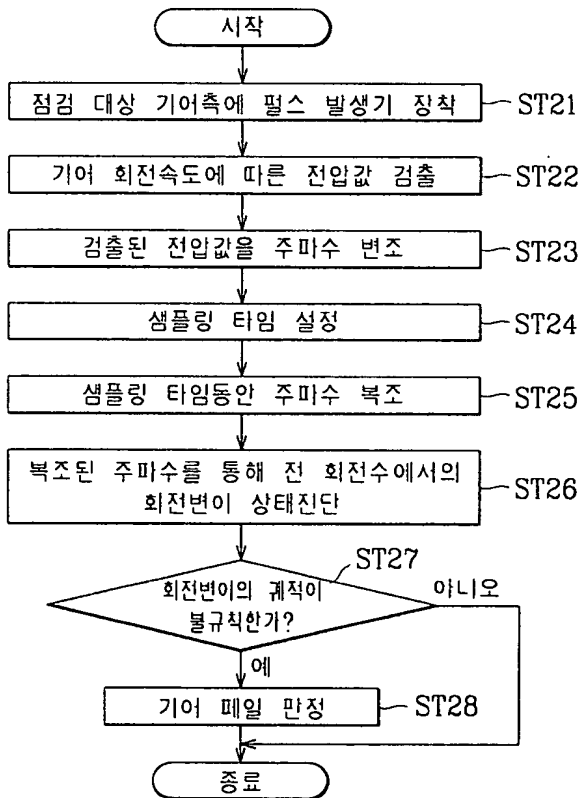 시작
점검 대상 기어측에 펄스 발생기 장착
ST21
기어 회전속도에 따른 전압값 검출
ST22
검출된 전압값을 주파수 변조
ST23
샘플링 타임 설정
ST24
샘플링 타임동안 주파수 복조
ST25
복조된 주파수를 통해 전 회전수에서의
회전변이 상태진단
ST26
ST27
회전변이의 궤적이
불규칙한가?
아니오
예
기어 페일 판정
ST28
종료